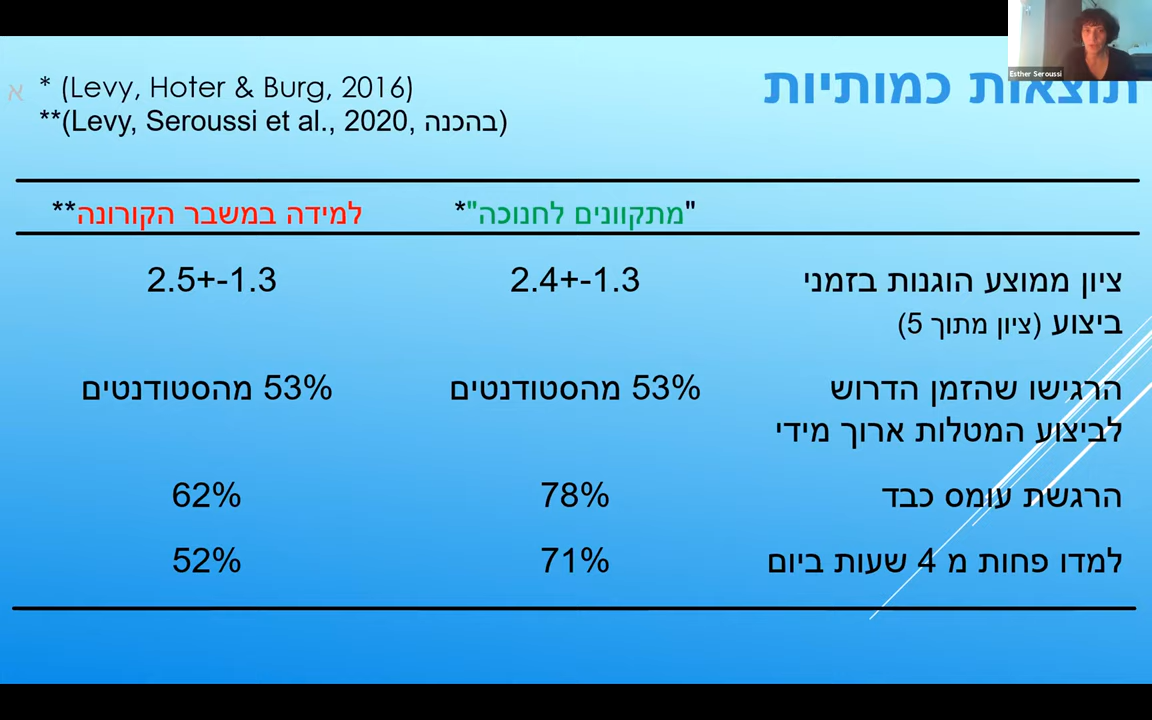 Esther Seroussi
תוצאות כמותיות
א
* (Levy, Hoter & Burg, 2016)
**(Levy, Seroussi et al., 2020, בהכנה)
"מתקוונים לחנוכה"* למידה במשבר הקורונה**
ציון ממוצע הוגנות בזמני 2.4+-1.3 2.5+-1.3
ביצוע (ציון מתוך 5)
הרגישו שהזמן הדרוש 53% מהסטודנטים 53% מהסטודנטים
לביצוע המטלות ארוך מידי
הרגשת עומס כבד 78% 62%
למדו פחות מ 4 שעות ביום 71% 52%